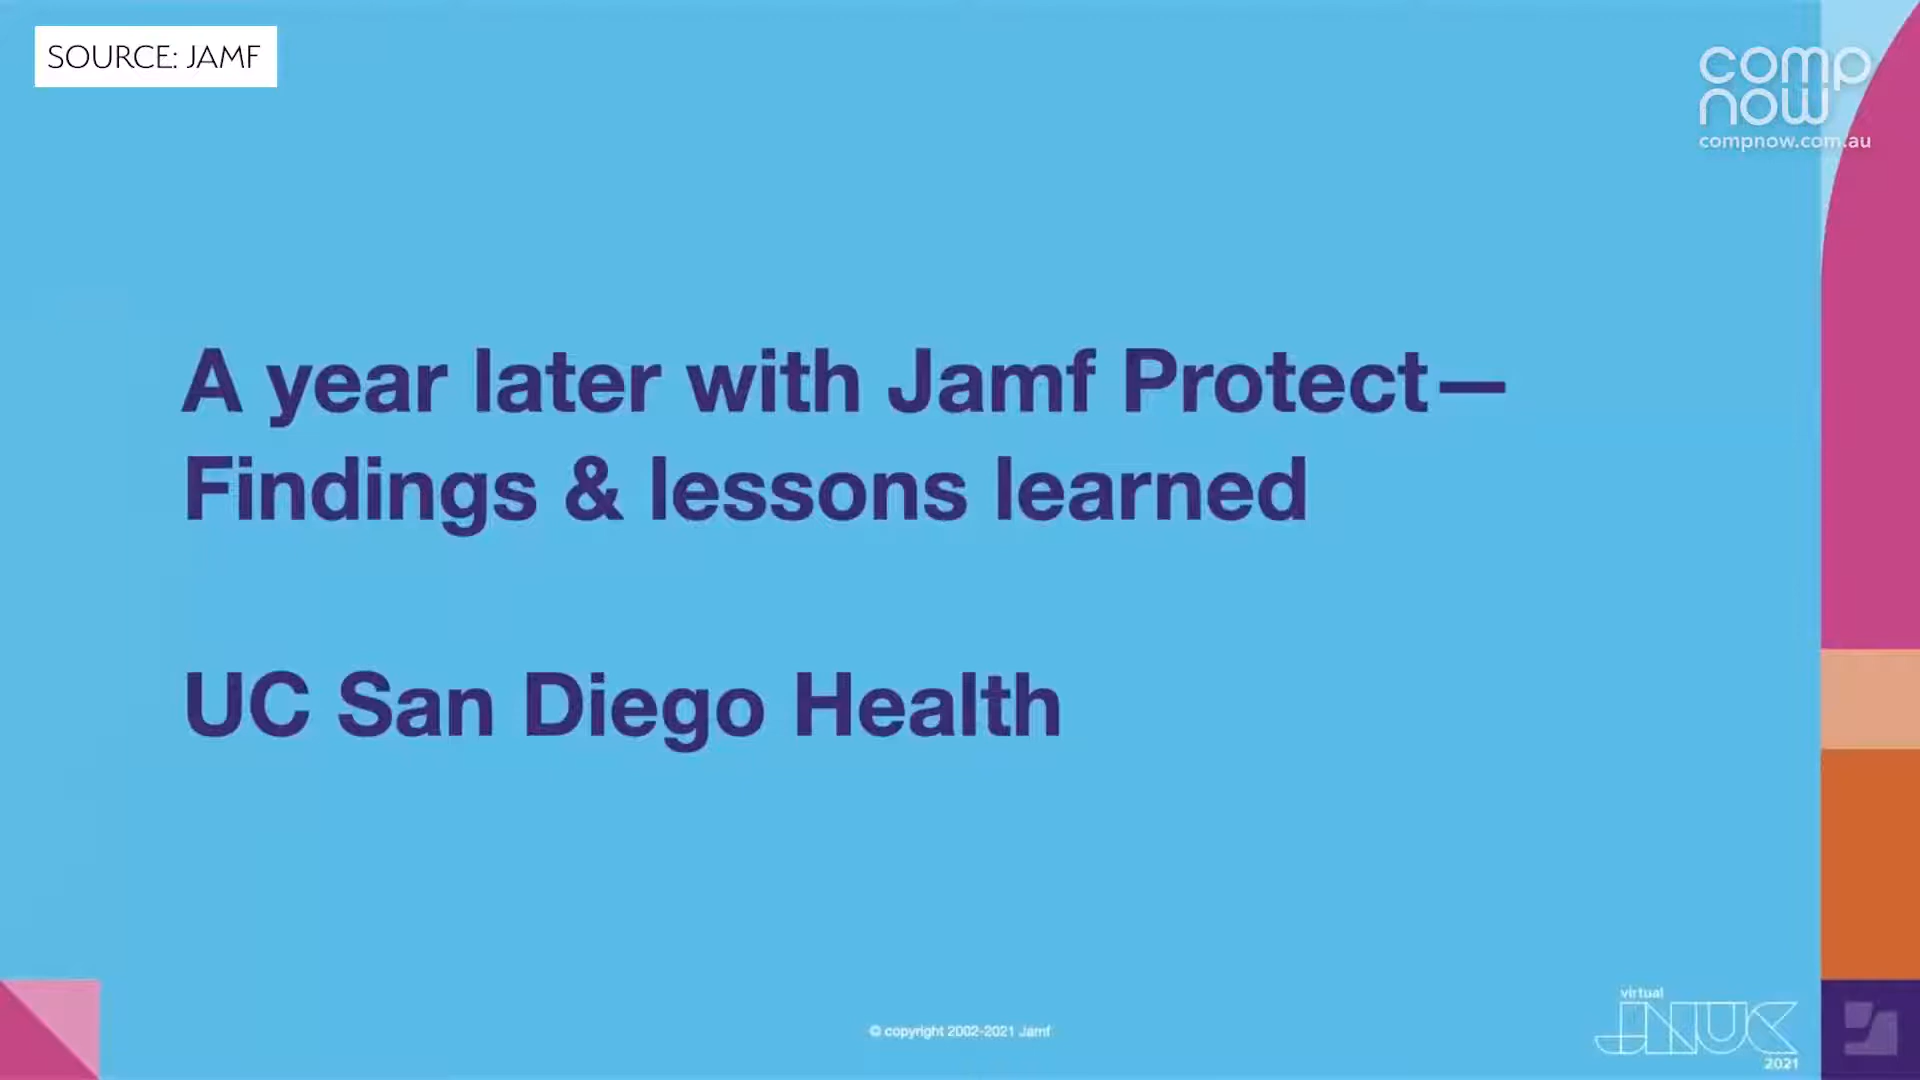 SOURCE: JAMF
comp
now
compnow.com.au
A year later with Jamf Protect—
Findings & lessons learned
UC San Diego Health
© copyright 2002-2021 Jamf
virtual
JNUC
2021